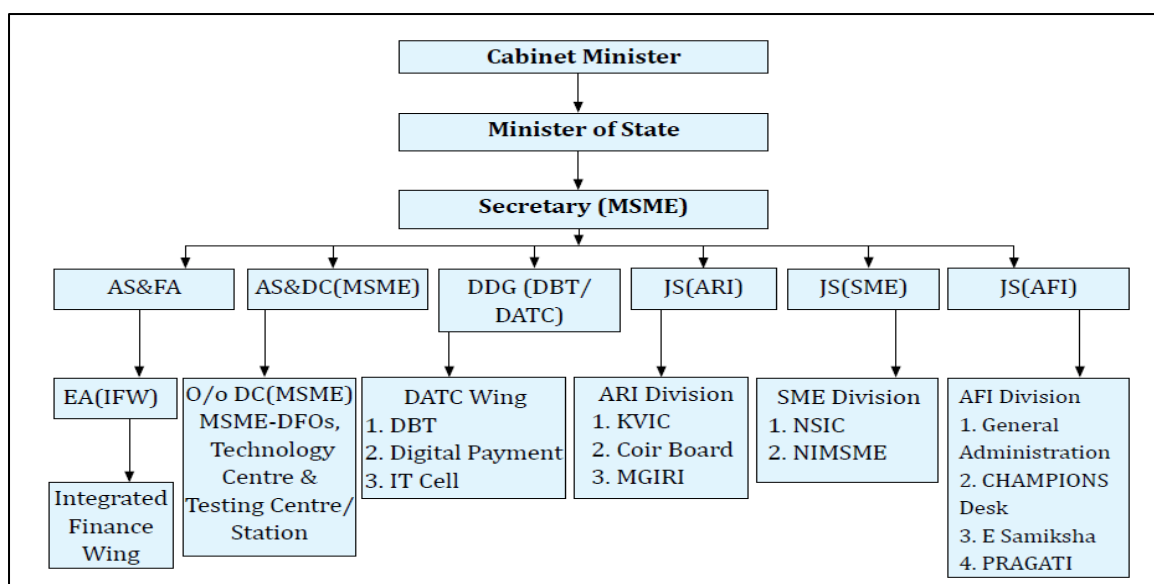 Cabinet Minister
Minister of State
Secretary (MSME)
AS&FA
AS&DC(MSME)
DDG (DBT/
DATC)
JS(ARI)
JS(SME)
JS(AFI)
EA(IFW)
Integrated
Finance
Wing
O/o DC(MSME)
MSME-DFOs,
Technology
Centre &
Testing Centre/
Station
DATC Wing
1. DBT
2. Digital Payment
3. IT Cell
ARI Division
1. KVIC
2. Coir Board
3. MGIRI
SME Division
1. NSIC
2. NIMSME
AFI Division
1. General
Administration
2. CHAMPIONS
Desk
3. E Samiksha
4. PRAGATI